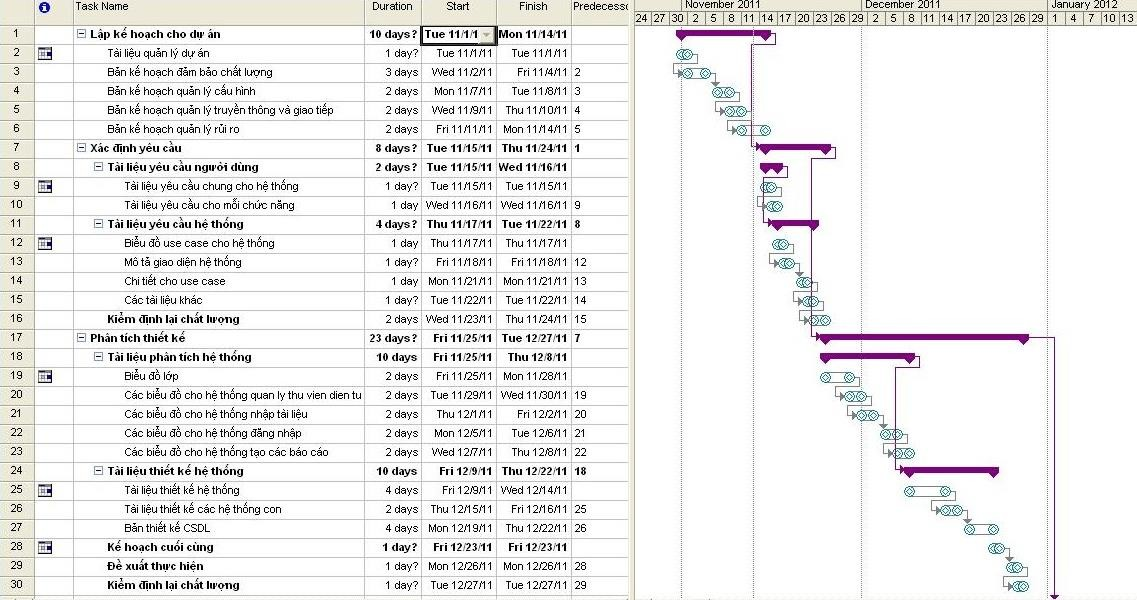 Task Name Duration Start Finish Predecesso
November 2011 December 2011 January 2012
24 27 30 2 5 8 11 14 17 20 23 26 29 2 5 8 11 14 17 20 23 26 29 1 4 7 10 13
1 Lập kế hoạch cho dự án 10 days? Tue 11/1/1 Mon 11/14/11
2 Tài liệu quản lý dự án 1 day? Tue 11/1/11 Tue 11/1/11
3 Bản kế hoạch đảm bảo chất lượng 3 days Wed 11/2/11 Fri 11/4/11 2
4 Bản kế hoạch quản lý cấu hình 2 days Mon 11/7/11 Tue 11/8/11 3
5 Bản kế hoạch quản lý truyền thông và giao tiếp 2 days Wed 11/9/11 Thu 11/10/11 4
6 Bản kế hoạch quản lý rủi ro 2 days Fri 11/11/11 Mon 11/14/11 5
7 Xác định yêu cầu 8 days? Tue 11/15/11 Thu 11/24/11 1
8 Tài liệu yêu cầu người dùng 2 days? Tue 11/15/11 Wed 11/16/11
9 Tài liệu yêu cầu chung cho hệ thống 1 day? Tue 11/15/11 Tue 11/15/11
10 Tài liệu yêu cầu cho mỗi chức năng 1 day Wed 11/16/11 Wed 11/16/11 9
11 Tài liệu yêu cầu hệ thống 4 days? Thu 11/17/11 Tue 11/22/11 8
12 Biểu đồ use case cho hệ thống 1 day Thu 11/17/11 Thu 11/17/11
13 Mô tả giao diện hệ thống 1 day? Fri 11/18/11 Fri 11/18/11 12
14 Chi tiết cho use case 1 day Mon 11/21/11 Mon 11/21/11 13
15 Các tài liệu khác 1 day? Tue 11/22/11 Tue 11/22/11 14
16 Kiểm định lại chất lượng 2 days Wed 11/23/11 Thu 11/24/11 15
17 Phân tích thiết kế 23 days? Fri 11/25/11 Tue 12/27/11 7
18 Tài liệu phân tích hệ thống 10 days Fri 11/25/11 Thu 12/8/11
19 Biểu đồ lớp 2 days Fri 11/25/11 Mon 11/28/11
20 Các biểu đồ cho hệ thống quan ly thu vien dien tu 2 days Tue 11/29/11 Wed 11/30/11 19
21 Các biểu đồ cho hệ thống nhập tài liệu 2 days Thu 12/1/11 Fri 12/2/11 20
22 Các biểu đồ cho hệ thống đăng nhập 2 days Mon 12/5/11 Tue 12/6/11 21
23 Các biểu đồ cho hệ thống tạo các báo cáo 2 days Wed 12/7/11 Thu 12/8/11 22
24 Tài liệu thiết kế hệ thống 10 days Fri 12/9/11 Thu 12/22/11 18
25 Tài liệu thiết kế hệ thống 4 days Fri 12/9/11 Wed 12/14/11
26 Tài liệu thiết kế các hệ thống con 2 days Thu 12/15/11 Fri 12/16/11 25
27 Bản thiết kế CSDL 4 days Mon 12/19/11 Thu 12/22/11 26
28 Kế hoạch cuối cùng 1 day? Fri 12/23/11 Fri 12/23/11
29 Đề xuất thực hiện 1 day? Mon 12/26/11 Mon 12/26/11 28
30 Kiểm định lại chất lượng 1 day? Tue 12/27/11 Tue 12/27/11 29